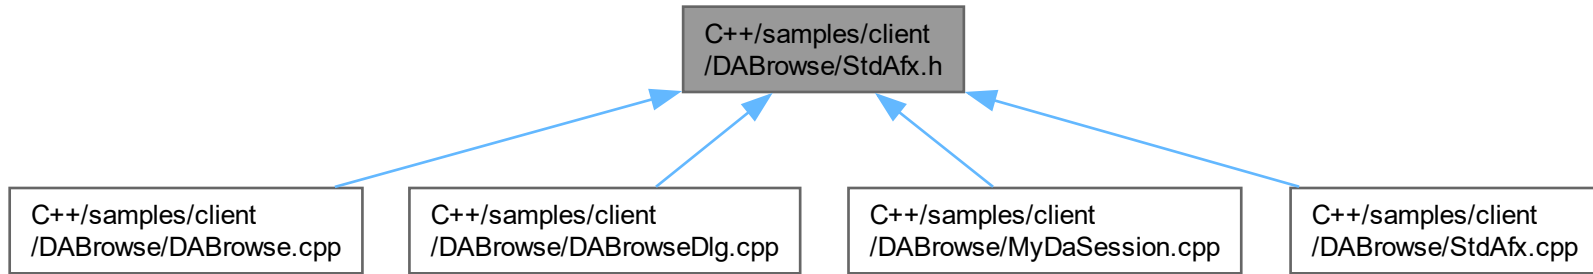 C++/samples/client
/DABrowse/StdAfx.h
C++/samples/client
/DABrowse/DABrowse.cpp
C++/samples/client
/DABrowse/DABrowseDlg.cpp
C++/samples/client
/DABrowse/MyDaSession.cpp
C++/samples/client
/DABrowse/StdAfx.cpp